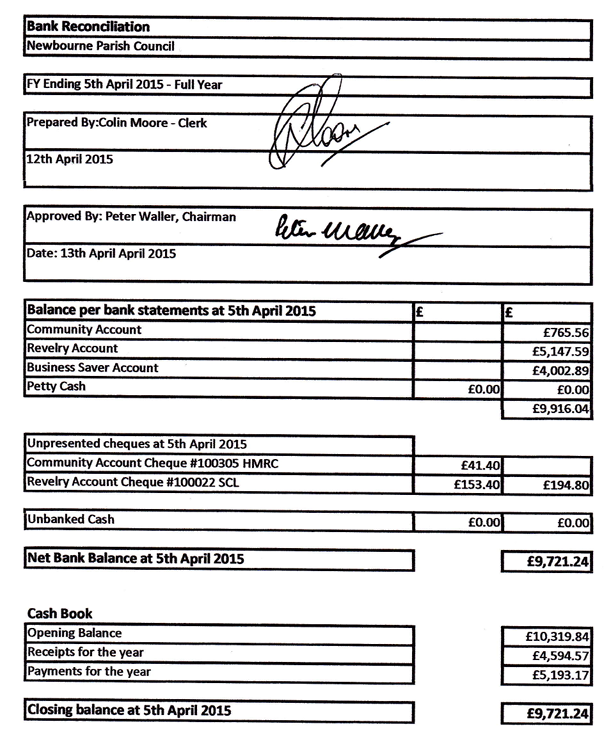 Bank Reconciliation
Newbourne Parish Council
FY Ending 5th April 2015 - Full Year
Prepared By:Colin Moore - Clerk
12th April 2015
Approved By: Peter Waller, Chairman
Peter Waller
Date: 13th April April 2015
Balance per bank statements at 5th April 2015 £ £
Community Account £765.56
Revelry Account £5,147.59
Business Saver Account £4,002.89
Petty Cash £0.00 £0.00
£9,916.04
Unpresented cheques at 5th April 2015
Community Account Cheque #100305 HMRC £41.40
Revelry Account Cheque #100022 SCL £153.40 £194.80
Unbanked Cash £0.00 £0.00
Net Bank Balance at 5th April 2015 £9,721.24
Cash Book
Opening Balance £10,319.84
Receipts for the year £4,594.57
Payments for the year £5,193.17
Closing balance at 5th April 2015 £9,721.24